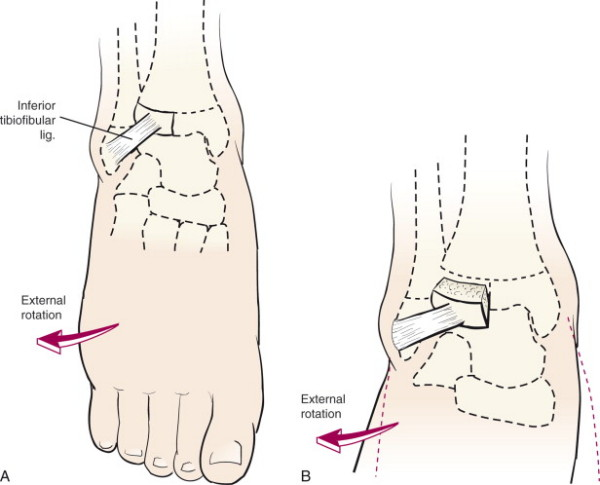 Inferior
tibiofibular
lig.
External
rotation
A
External
rotation
B